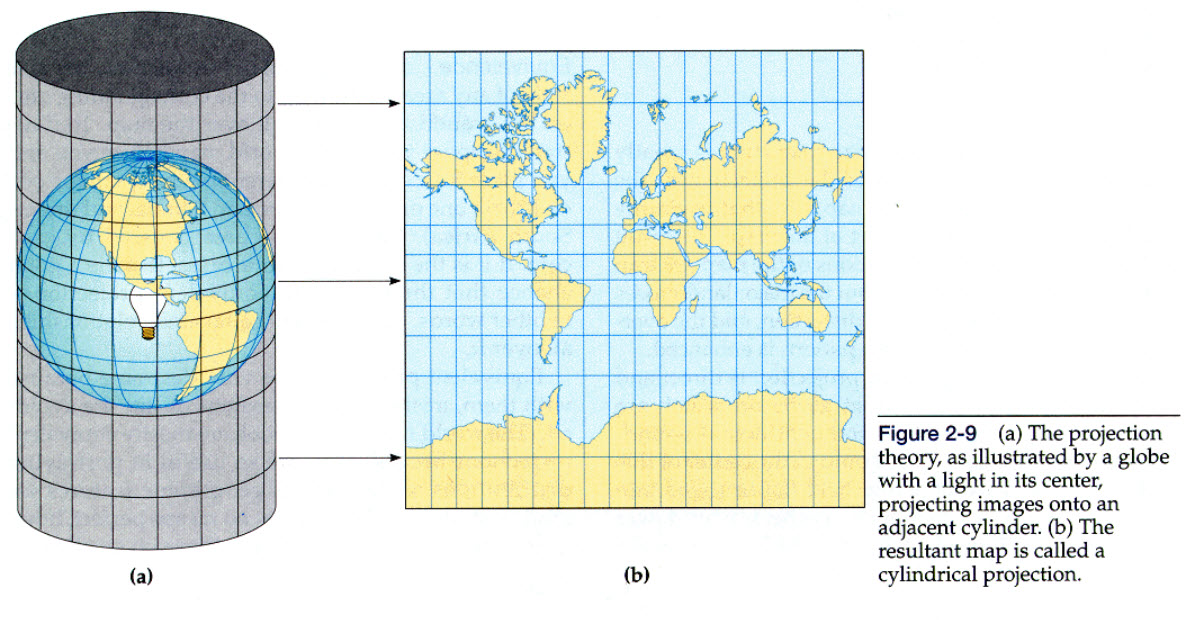 (a)
(b)
Figure 2-9 (a) The projection
theory, as illustrated by a globe
with a light in its center,
projecting images onto an
adjacent cylinder. (b) The
resultant map is called a
cylindrical projection.